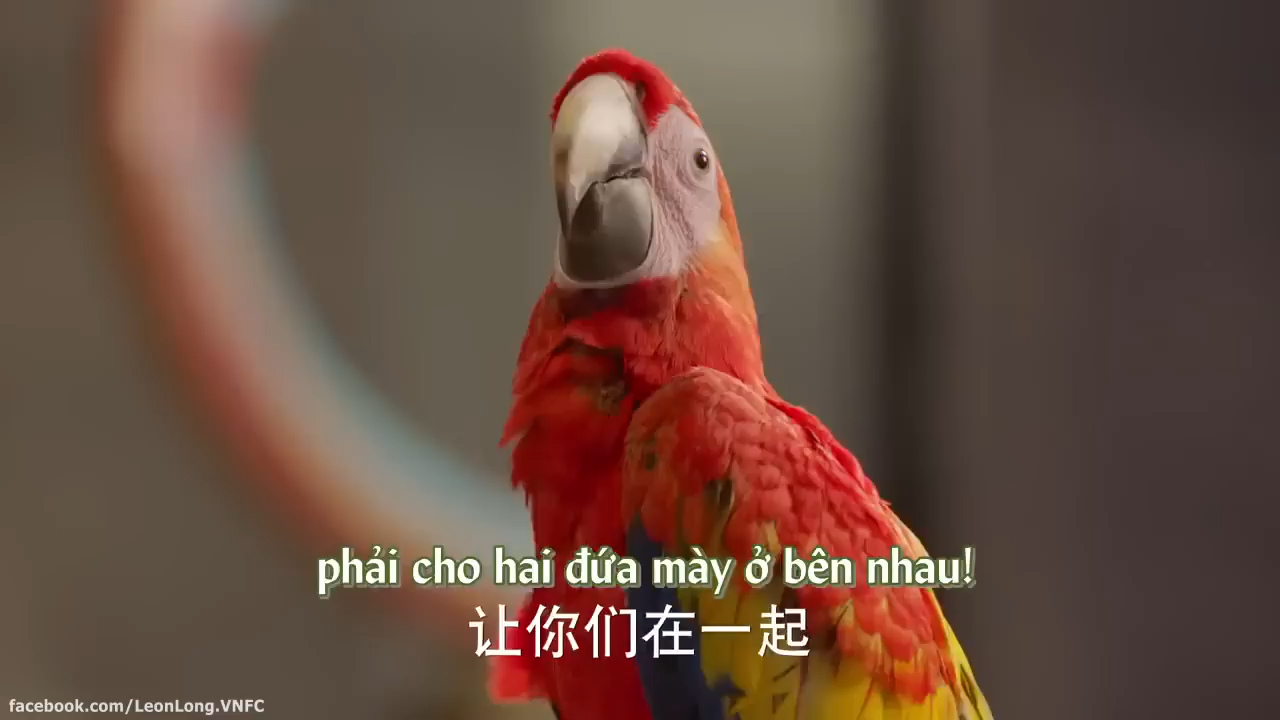 phải cho hai đứa mày ở bên nhau!
让你们在一起
facebook.com/LeonLong.VNFC